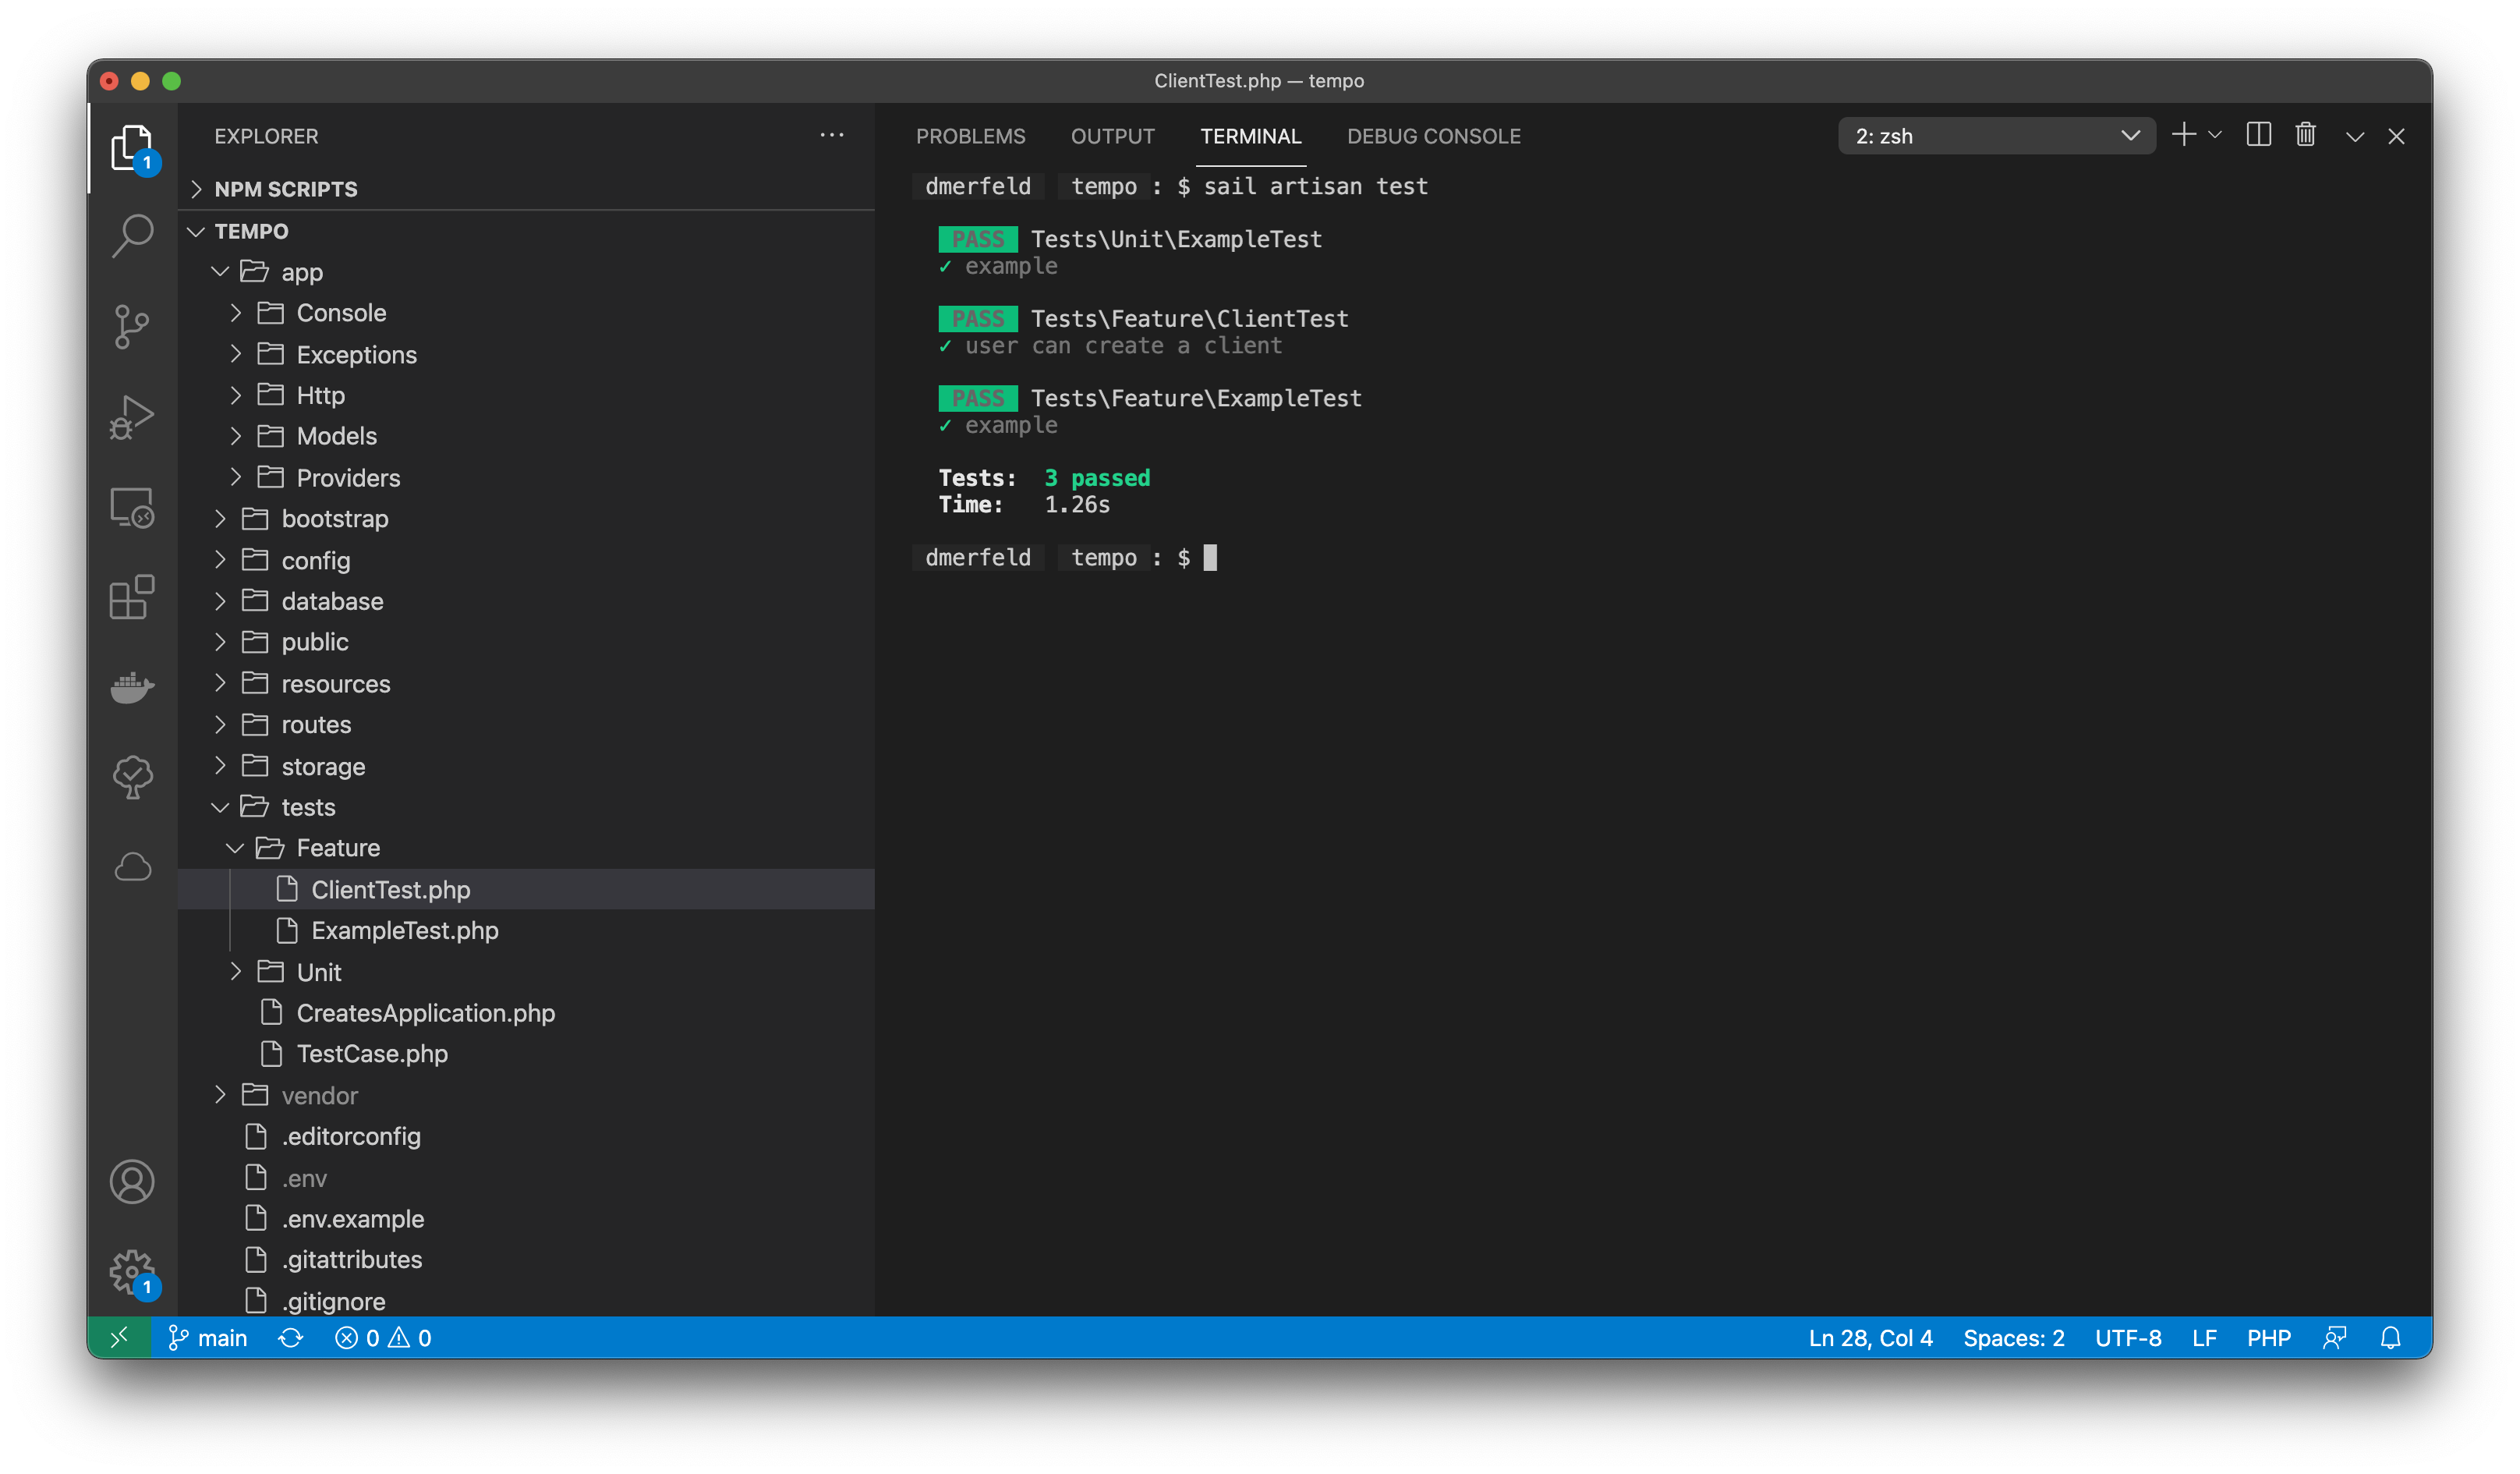 ClientTest.php — tempo
1
EXPLORER
NPM SCRIPTS
TEMPO
app
Console
Exceptions
Http
Models
Providers
bootstrap
config
database
public
resources
routes
storage
tests
Feature
ClientTest.php
ExampleTest.php
Unit
CreatesApplication.php
TestCase.php
vendor
.editorconfig
.env
.env.example
.gitattributes
.gitignore
1
PROBLEMS OUTPUT TERMINAL DEBUG CONSOLE 2: zsh
dmerfeld tempo : $ sail artisan test
PASS Tests\Unit\ExampleTest
✓ example
PASS Tests\Feature\ClientTest
✓ user can create a client
PASS Tests\Feature\ExampleTest
✓ example
Tests: 3 passed
Time: 1.26s
dmerfeld tempo : $
main 0 0 Ln 28, Col 4 Spaces: 2 UTF-8 LF PHP